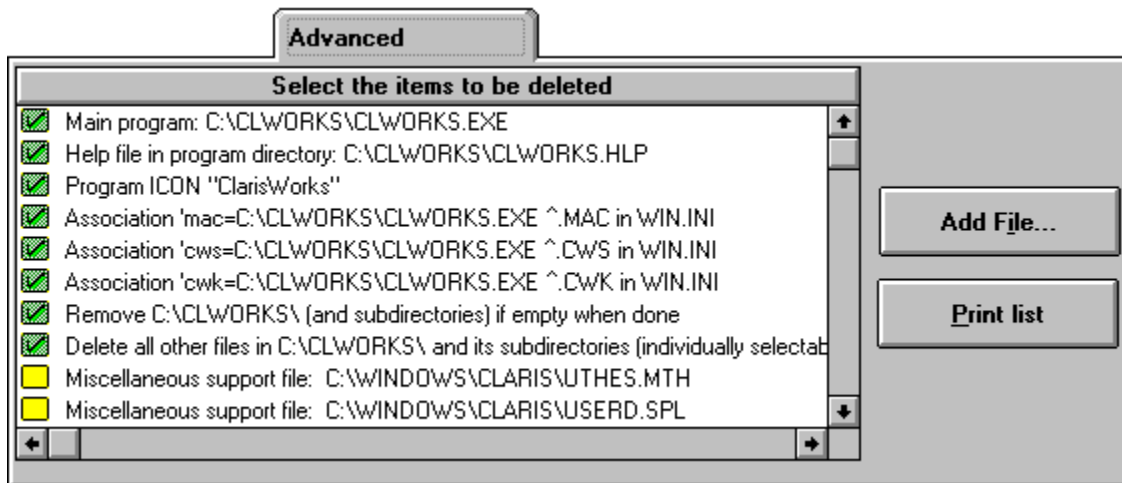 Advanced
Select the items to be deleted
Main program: C:\CLWORKS\CLWORKS.EXE
Help file in program directory: C:\CLWORKS\CLWORKS.HLP
Program ICON "ClarisWorks"
Association 'mac=C:\CLWORKS\CLWORKS.EXE ^.MAC in WIN.INI
Association 'cws=C:\CLWORKS\CLWORKS.EXE ^.CWS in WIN.INI
Association 'cwk=C:\CLWORKS\CLWORKS.EXE ^.CWK in WIN.INI
Remove C:\CLWORKS\ (and subdirectories) if empty when done
Delete all other files in C:\CLWORKS\ and its subdirectories (individually selectab
Miscellaneous support file: C:\WINDOWS\CLARIS\UTHES.MTH
Miscellaneous support file: C:\WINDOWS\CLARIS\USERD.SPL
Add File...
Print list